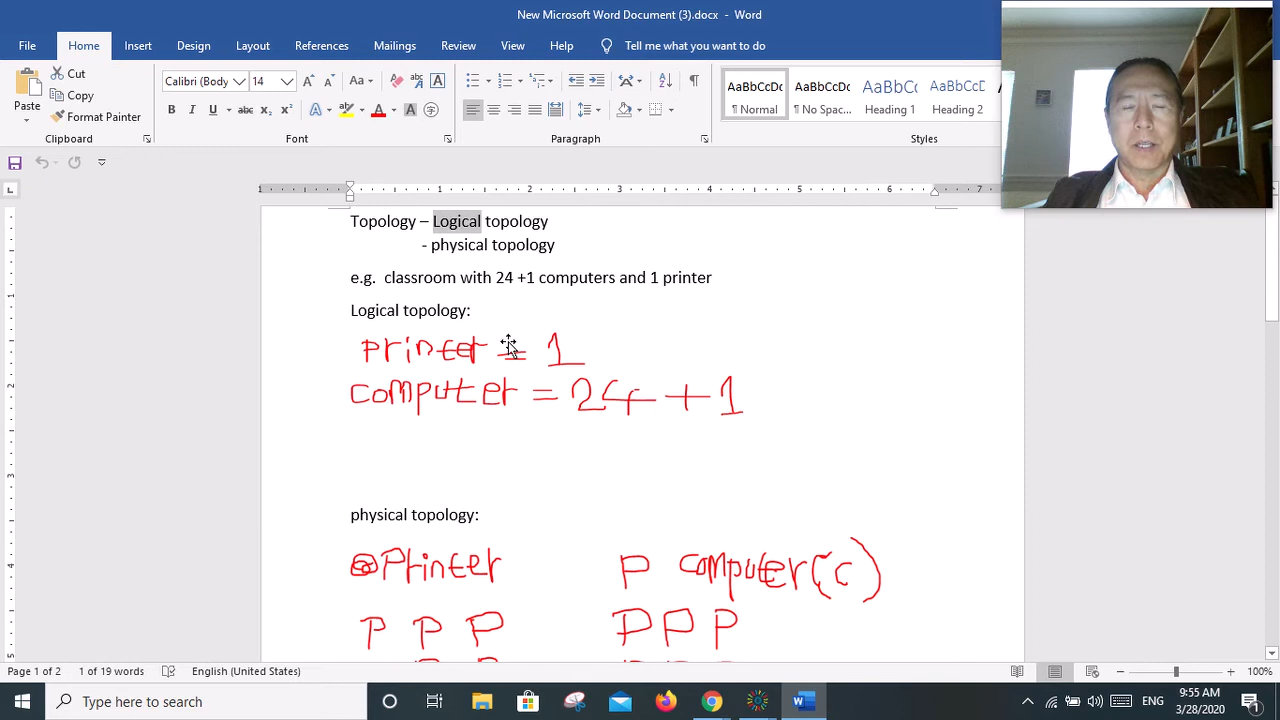 New Microsoft Word Document (3).docx - Word
File Home Insert Design Layout References Mailings Review View Help Tell me what you want to do
Paste
Cut
Copy
Format Painter
Clipboard
Calibri (Body 14
Font
Paragraph
AaBbCcDd AaBbCcDd AaBbCc AaBbCcD
¶ Normal ¶ No Spac... Heading 1 Heading 2
Styles
Topology – Logical topology
- physical topology
e.g. classroom with 24 +1 computers and 1 printer
Logical topology:
printer = 1
computer = 24 + 1
physical topology:
Printer P computer(c)
P P P P P P
Page 1 of 2 1 of 19 words English (United States) 100%
Type here to search
ENG
9:55 AM
3/28/2020